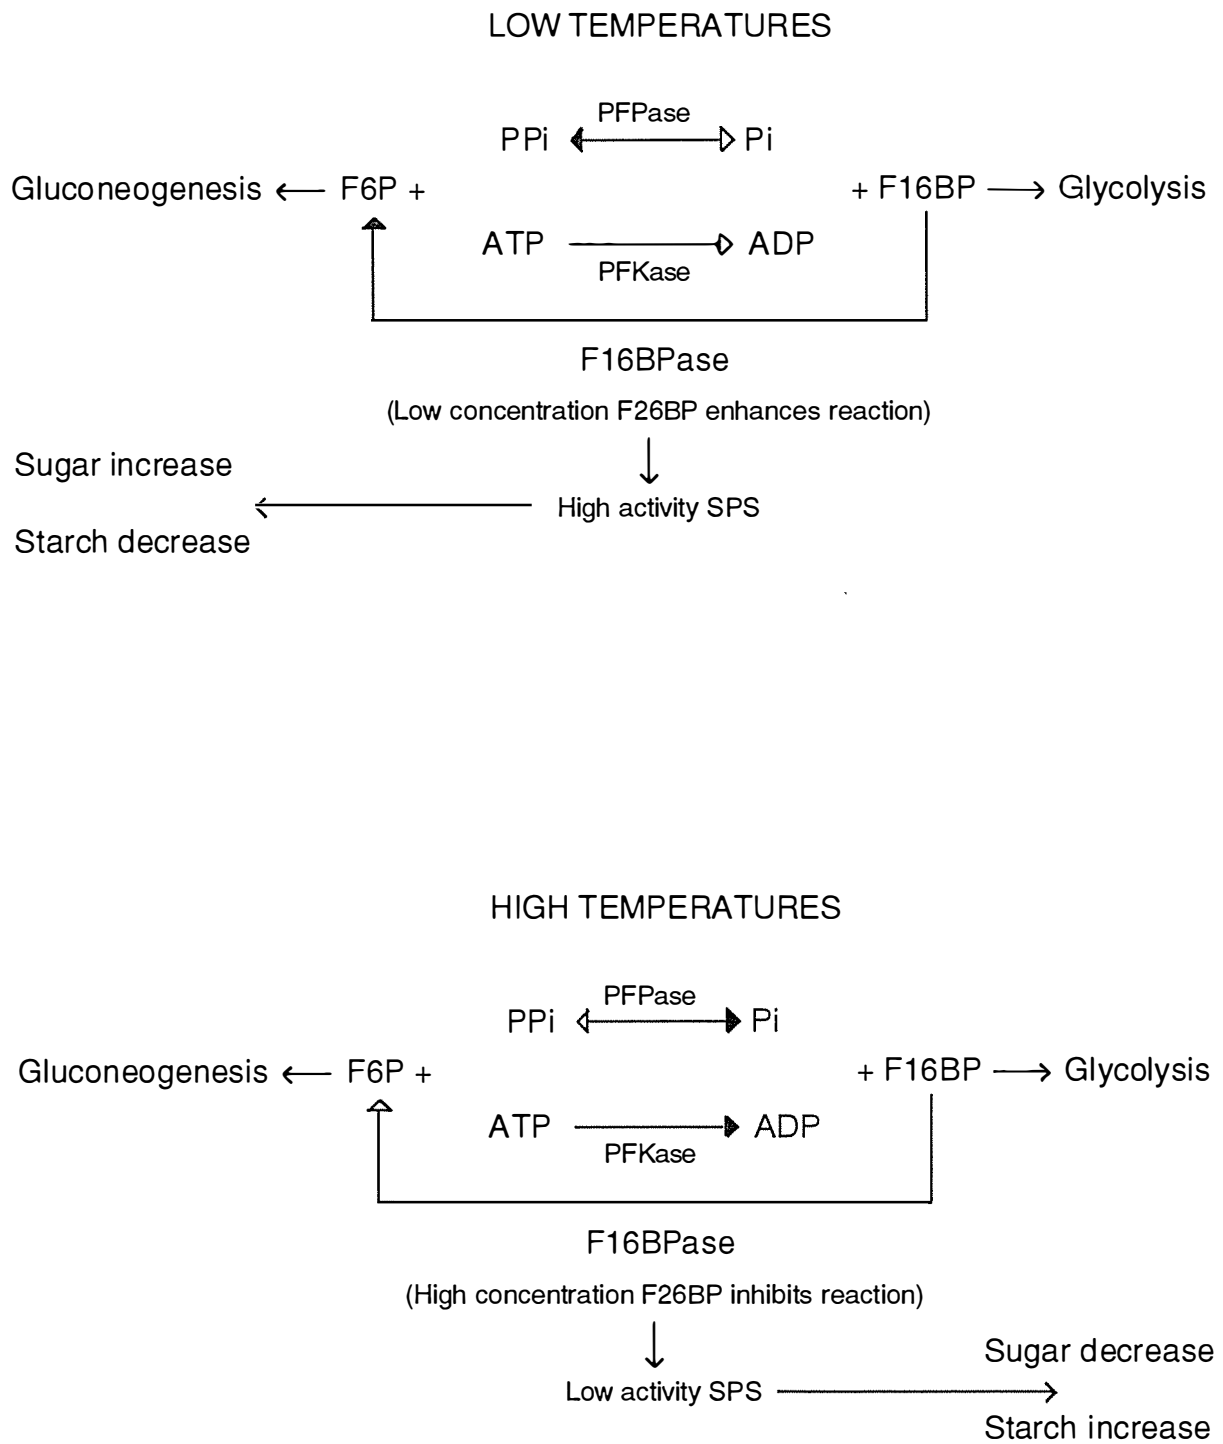 LOW TEMPERATURES
PFPase
PPi Pi
Gluconeogenesis F6P + + F16BP Glycolysis
ATP ADP
PFKase
F16BPase
(Low concentration F26BP enhances reaction)
Sugar increase
High activity SPS
Starch decrease
HIGH TEMPERATURES
PFPase
PPi Pi
Gluconeogenesis F6P + + F16BP Glycolysis
ATP ADP
PFKase
F16BPase
(High concentration F26BP inhibits reaction)
Sugar decrease
Low activity SPS
Starch increase